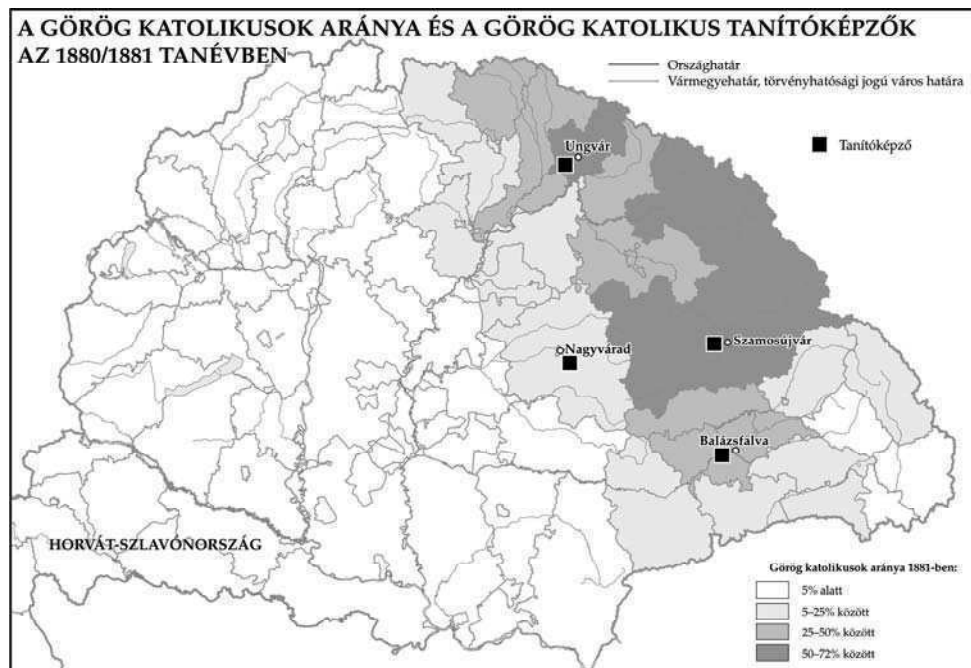 A GÖRÖG KATOLIKUSOK ARÁNYA ÉS A GÖRÖG KATOLIKUS TANÍTÓKÉPZŐK
AZ 1880/1881 TANÉVBEN
Országhatár
Vármegyehatár, törvényhatósági jogú város határa
Tanítóképző
Ungvár
Szamosújvár
Nagyvárad
Balázsfalva
HORVÁT-SZLAVÓNORSZÁG
Görög katolikusok aránya 1881-ben:
5% alatt
5–25% között
25–50% között
50–72% között